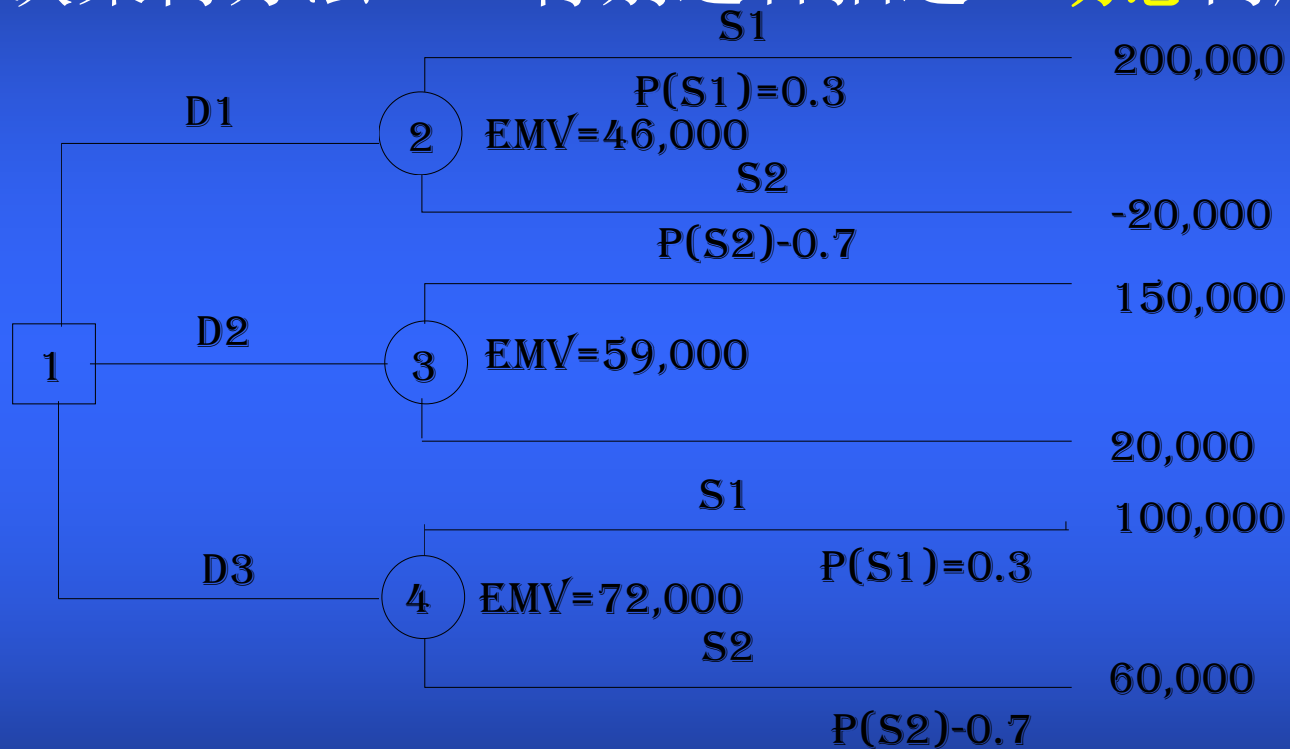 S1
200,000
P(S1)=0.3
D1
2
EMV=46,000
S2
-20,000
P(S2)-0.7
150,000
D2
1
3
EMV=59,000
20,000
S1
100,000
P(S1)=0.3
D3
4
EMV=72,000
S2
60,000
P(S2)-0.7